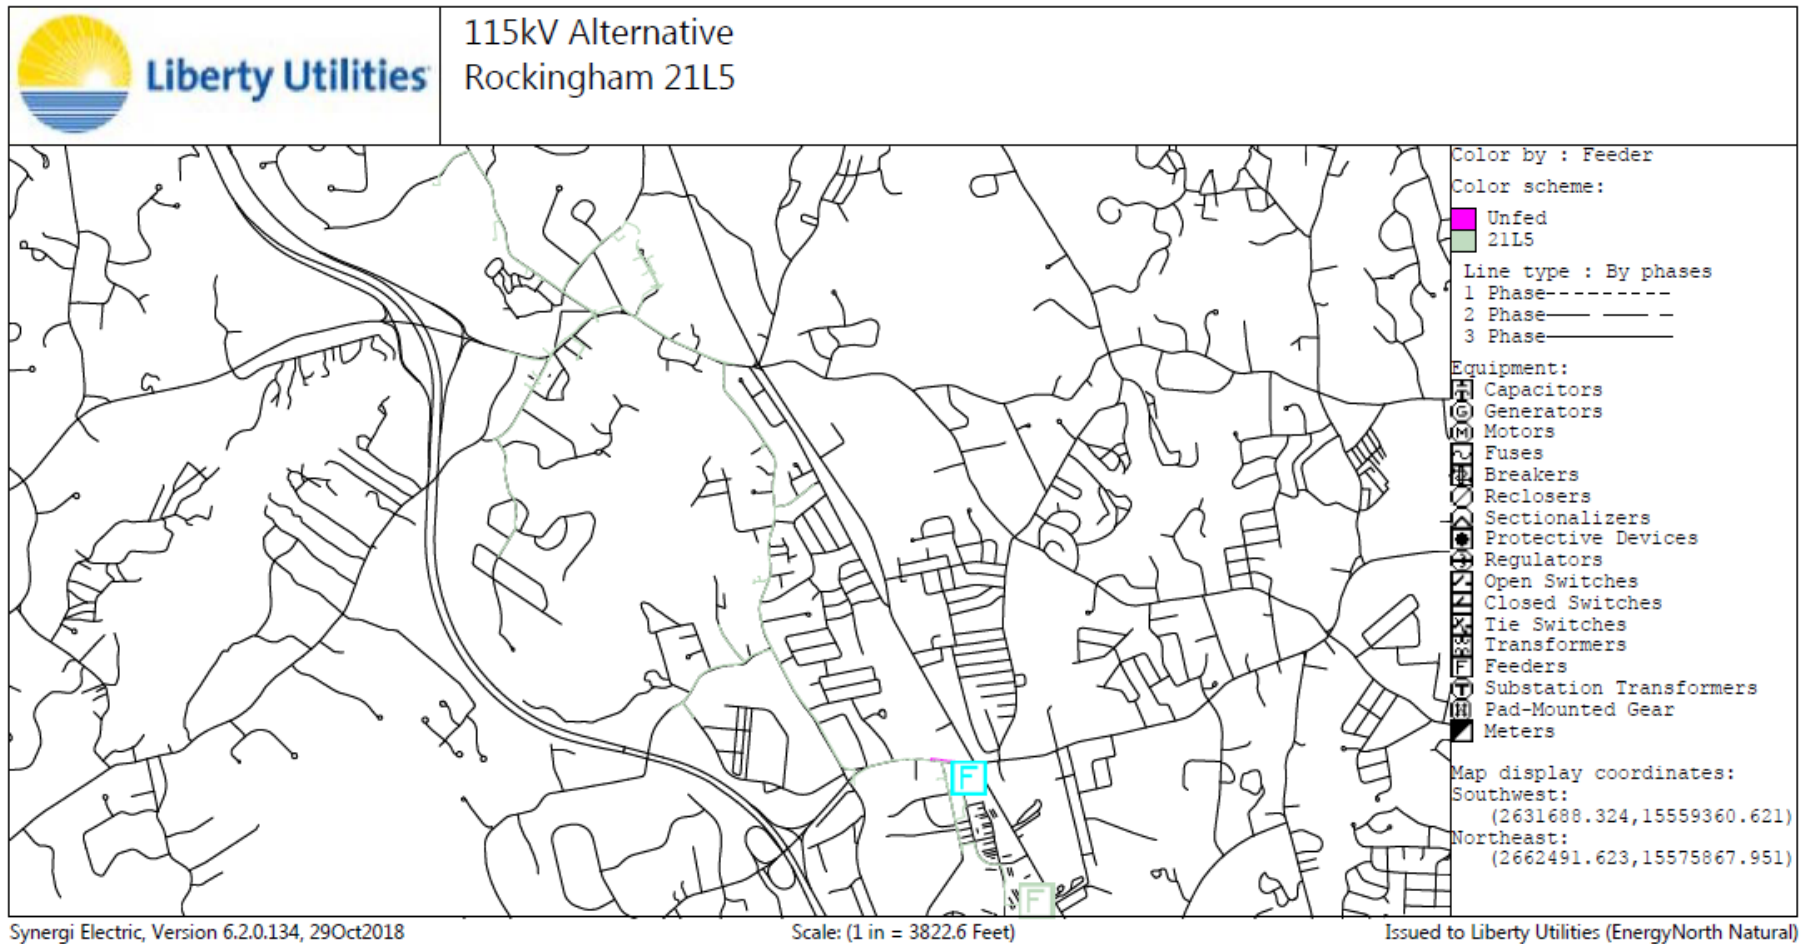 Liberty Utilities
115kV Alternative
Rockingham 21L5
Color by : Feeder
Color scheme:
Unfed
21L5
Line type : By phases
1 Phase
2 Phase
3 Phase
Equipment:
Capacitors
G Generators
M Motors
Fuses
Breakers
Reclosers
Sectionalizers
Protective Devices
Regulators
Open Switches
Closed Switches
Tie Switches
Transformers
F Feeders
T Substation Transformers
Pad-Mounted Gear
Meters
Map display coordinates:
Southwest:
(2631688.324,15559360.621)
Northeast:
(2662491.623,15575867.951)
F
F
Synergi Electric, Version 6.2.0.134, 29Oct2018
Scale: (1 in = 3822.6 Feet)
Issued to Liberty Utilities (EnergyNorth Natural)